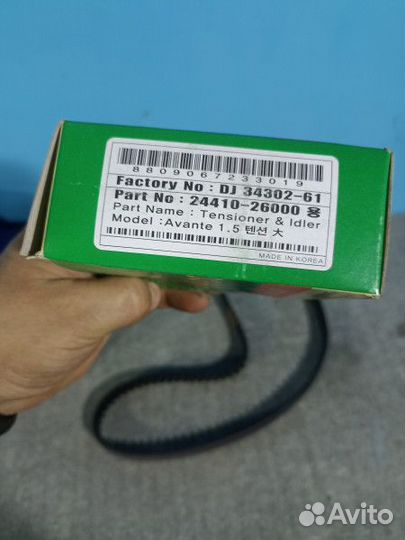 8809067233019
Factory No : DJ 34302-61
Part No : 24410-26000 용
Part Name : Tensioner & Idler
Model : Avante 1.5 텐션 大
MADE IN KOREA
Avito